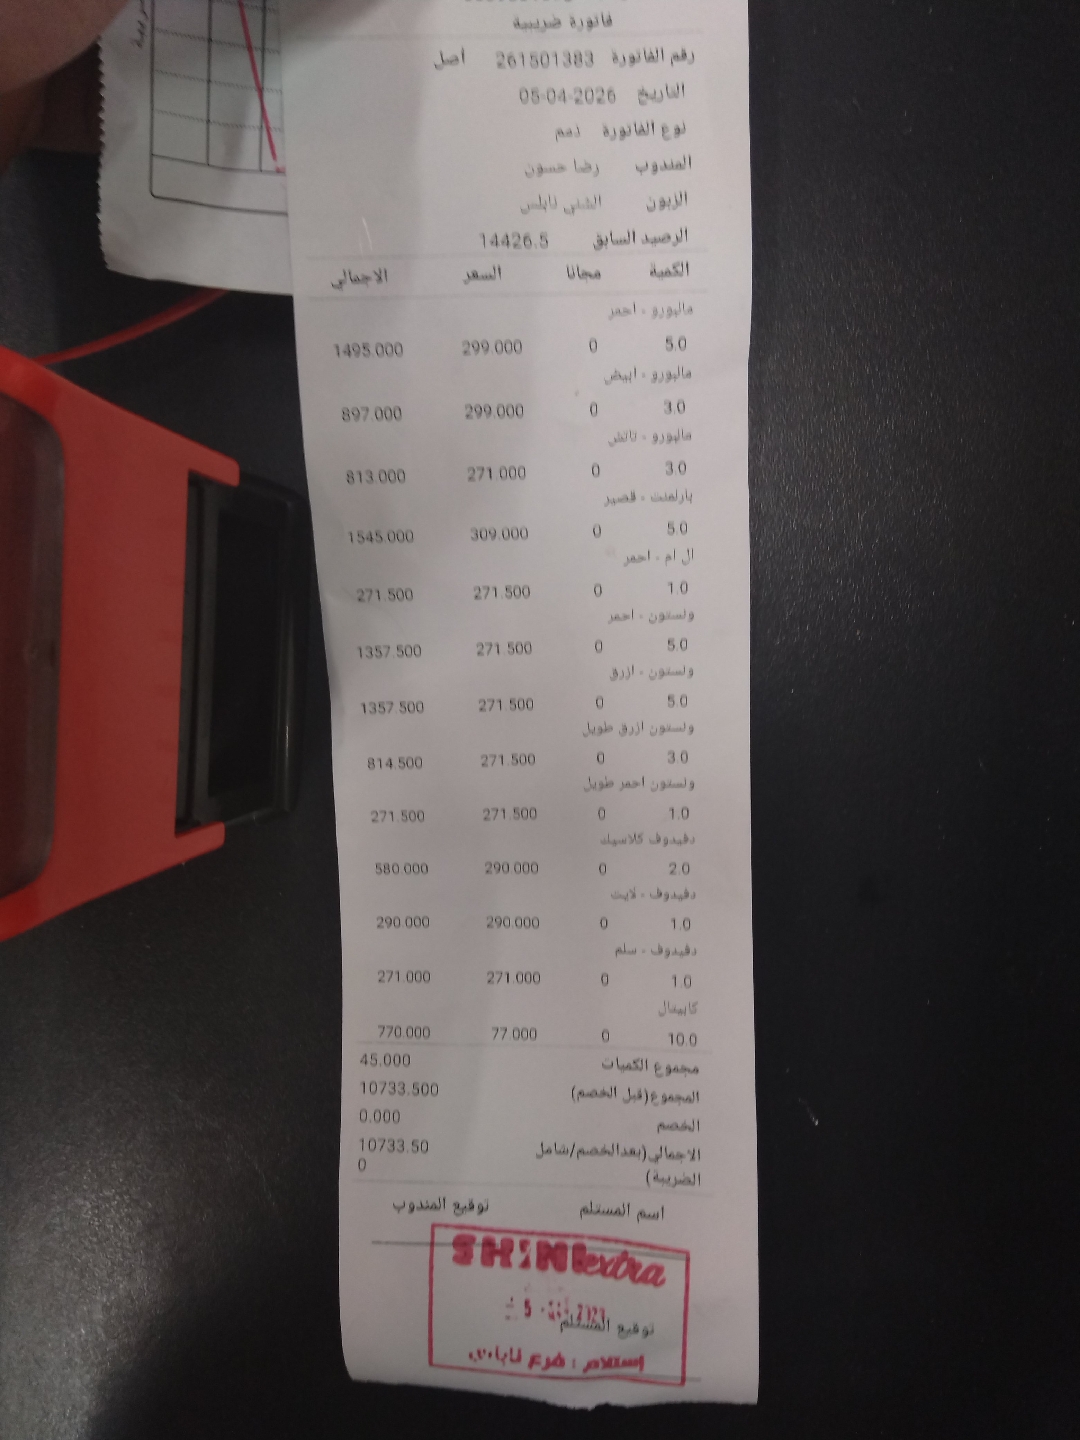 فاتورة ضريبية
رقم الفاتورة 261501383 أصل
التاريخ 05-04-2026
نوع الفاتورة ذمم
المندوب رضا حسون
الزبون الشني نابلس
الرصيد السابق 14426.5
الكمية مجانا السعر الاجمالي
مالبورو - احمر
5.0 0 299.000 1495.000
مالبورو - ابيض
3.0 0 299.000 897.000
مالبورو - تاتش
3.0 0 271.000 813.000
بارلمنت - قصير
5.0 0 309.000 1545.000
ال ام - احمر
1.0 0 271.500 271.500
ونستون - احمر
5.0 0 271.500 1357.500
ونستون - ازرق
5.0 0 271.500 1357.500
ونستون ازرق طويل
3.0 0 271.500 814.500
ونستون احمر طويل
1.0 0 271.500 271.500
دفيدوف كلاسيك
2.0 0 290.000 580.000
دفيدوف - لايت
1.0 0 290.000 290.000
دفيدوف - سلم
1.0 0 271.000 271.000
كابيتال
10.0 0 77.000 770.000
مجموع الكميات 45.000
المجموع(قبل الخصم) 10733.500
الخصم 0.000
الاجمالي(بعدالخصم/شامل 10733.50
الضريبة) 0
اسم المستلم توقيع المندوب
SHINI extra
توقيع المستلم
إستلام : فرع نابلس